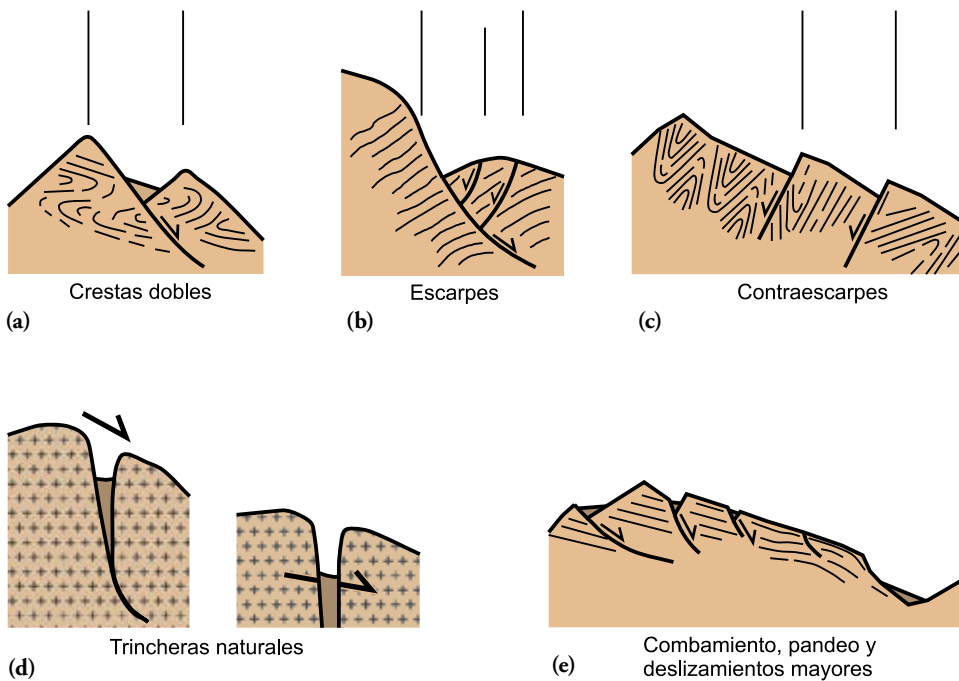 Crestas dobles
Escarpes
Contraescarpes
(a)
(b)
(c)
Trincheras naturales
Combamiento, pandeo y
deslizamientos mayores
(d)
(e)